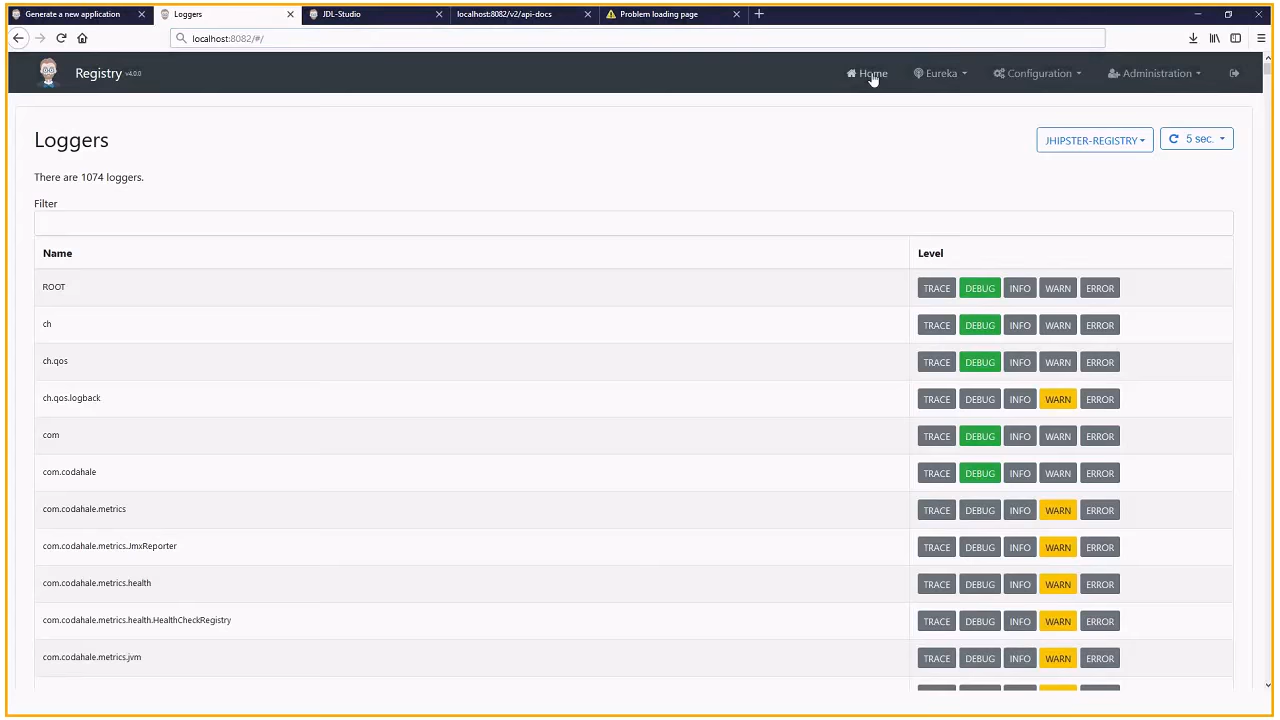 Generate a new application
Loggers
JDL-Studio
localhost:8082/v2/api-docs
Problem loading page
localhost:8082/#/
Registry v4.0.0
Home
Eureka
Configuration
Administration
Loggers
JHIPSTER-REGISTRY
5 sec.
There are 1074 loggers.
Filter
Name Level
ROOT TRACE DEBUG INFO WARN ERROR
ch TRACE DEBUG INFO WARN ERROR
ch.qos TRACE DEBUG INFO WARN ERROR
ch.qos.logback TRACE DEBUG INFO WARN ERROR
com TRACE DEBUG INFO WARN ERROR
com.codahale TRACE DEBUG INFO WARN ERROR
com.codahale.metrics TRACE DEBUG INFO WARN ERROR
com.codahale.metrics.JmxReporter TRACE DEBUG INFO WARN ERROR
com.codahale.metrics.health TRACE DEBUG INFO WARN ERROR
com.codahale.metrics.health.HealthCheckRegistry TRACE DEBUG INFO WARN ERROR
com.codahale.metrics.jvm TRACE DEBUG INFO WARN ERROR